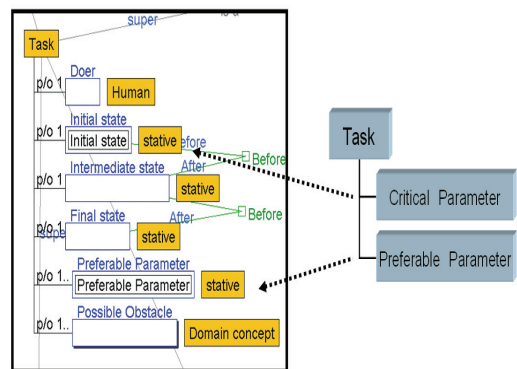 is a
super
Task
Doer
p/o 1
Human
Initial state
p/o 1
Initial state
stative
efore
Before
Intermediate state
After
p/o 1
stative
Final state
After
Before
p/o 1
supe
stative
Preferable Parameter
p/o 1..
Preferable Parameter
stative
Possible Obstacle
p/o 1..
Domain concept
Task
Critical Parameter
Preferable Parameter